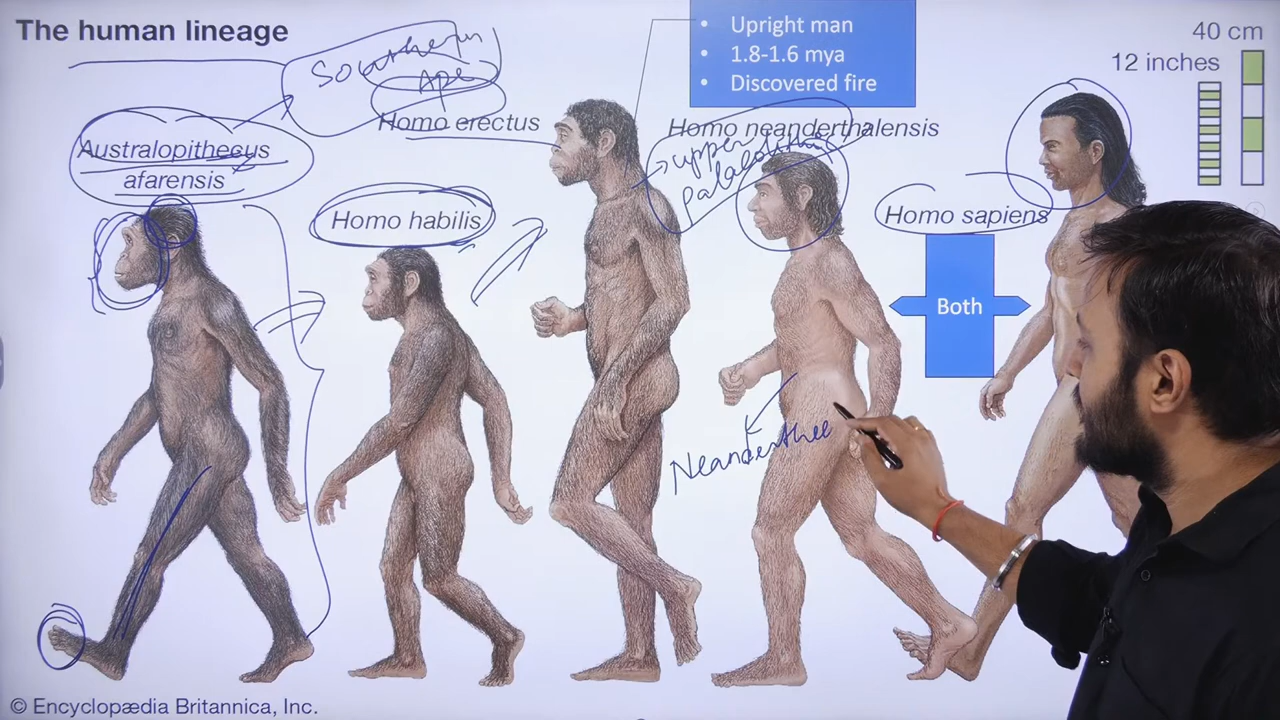 The human lineage
Southern
Ape
• Upright man
• 1.8-1.6 mya
• Discovered fire
40 cm
12 inches
Australopithecus
afarensis
Homo erectus
Homo neanderthalensis
upper
palaeolithic
Homo habilis
Homo sapiens
Both
Neanderthee
© Encyclopædia Britannica, Inc.